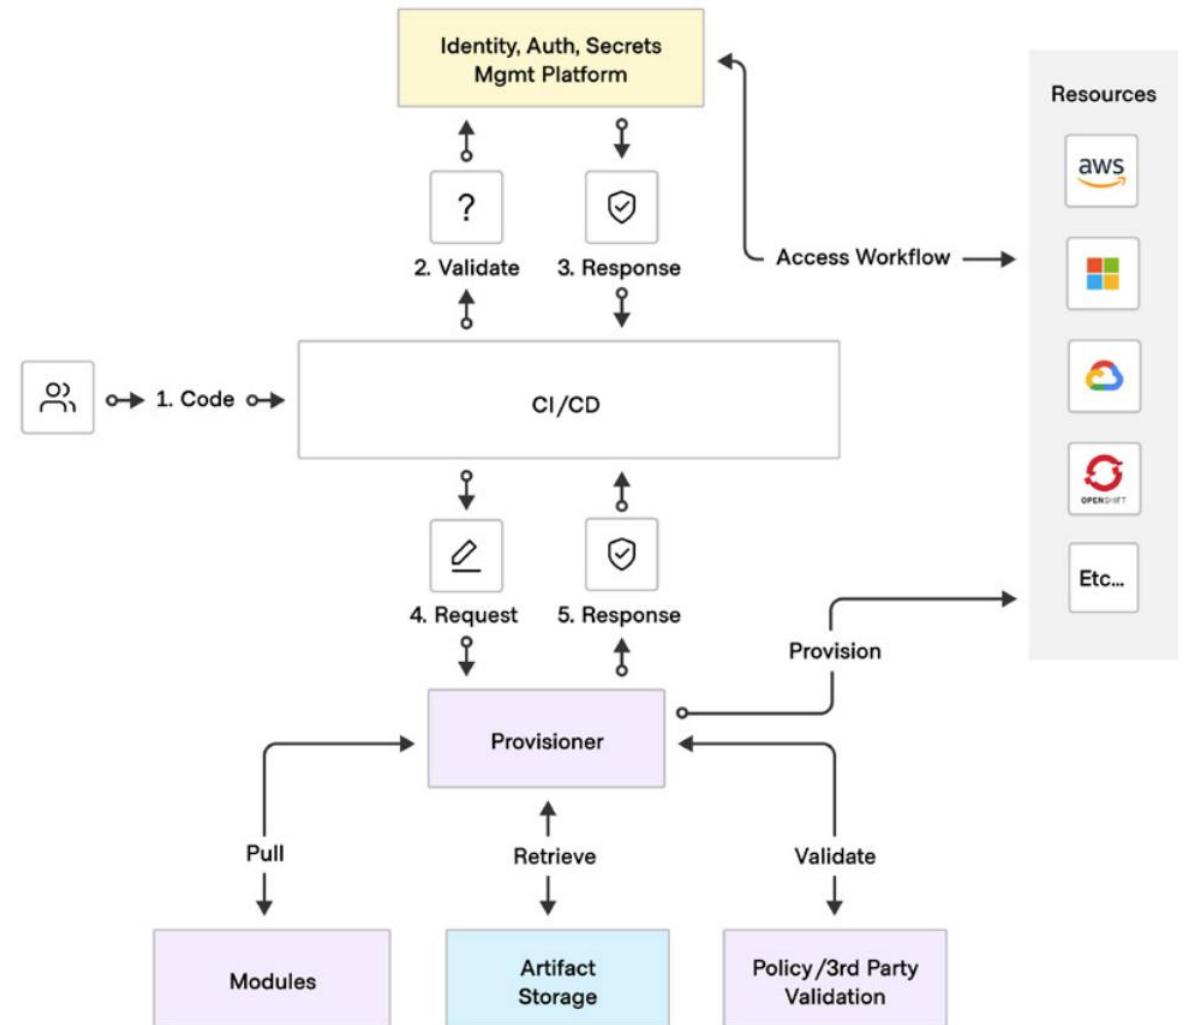 Identity, Auth, Secrets
Mgmt Platform
Resources
aws
?
2. Validate
3. Response
Access Workflow
1. Code
CI/CD
OPENSHIFT
Etc...
4. Request
5. Response
Provision
Provisioner
Pull
Retrieve
Validate
Modules
Artifact
Storage
Policy/3rd Party
Validation